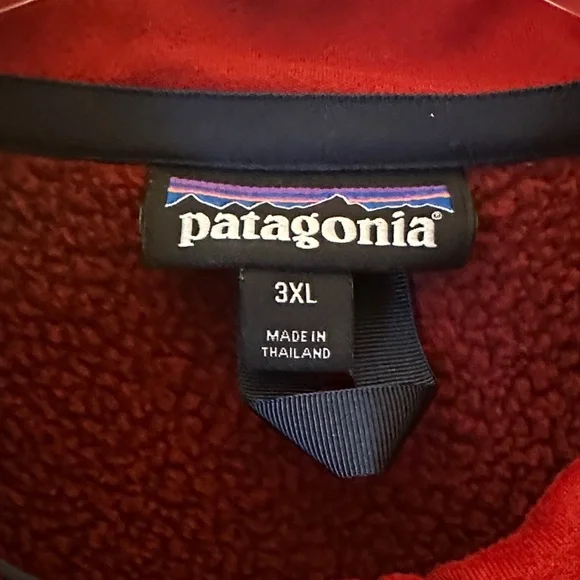 patagonia®
3XL
MADE IN
THAILAND